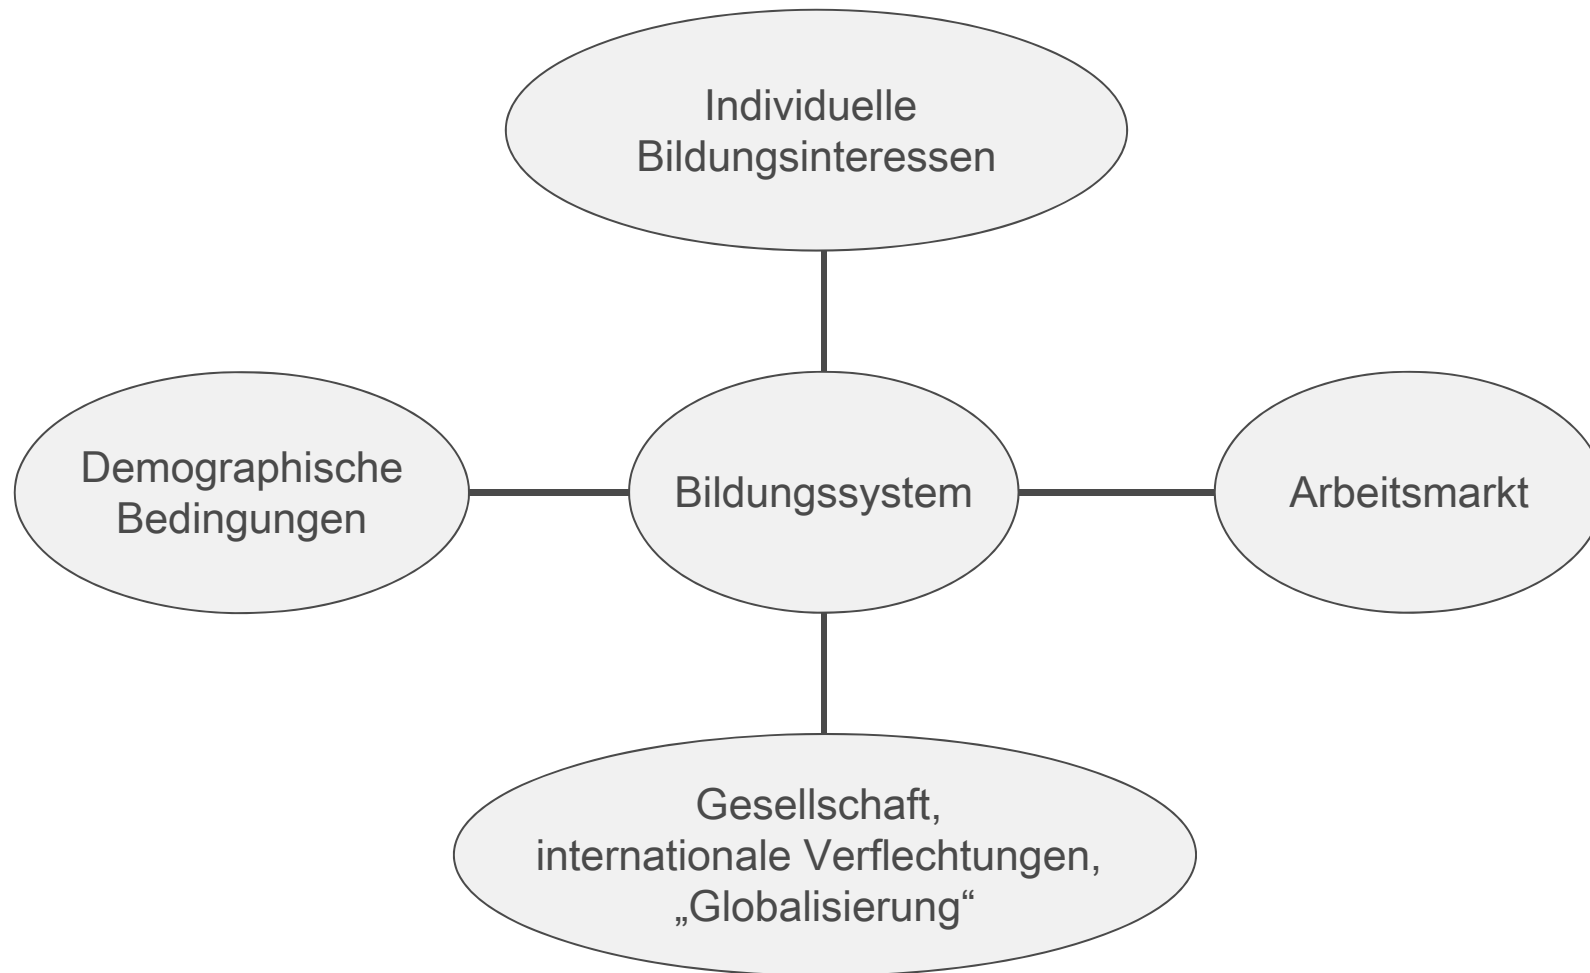 Individuelle
Bildungsinteressen
Demographische
Bedingungen
Bildungssystem
Arbeitsmarkt
Gesellschaft,
internationale Verflechtungen,
„Globalisierung“